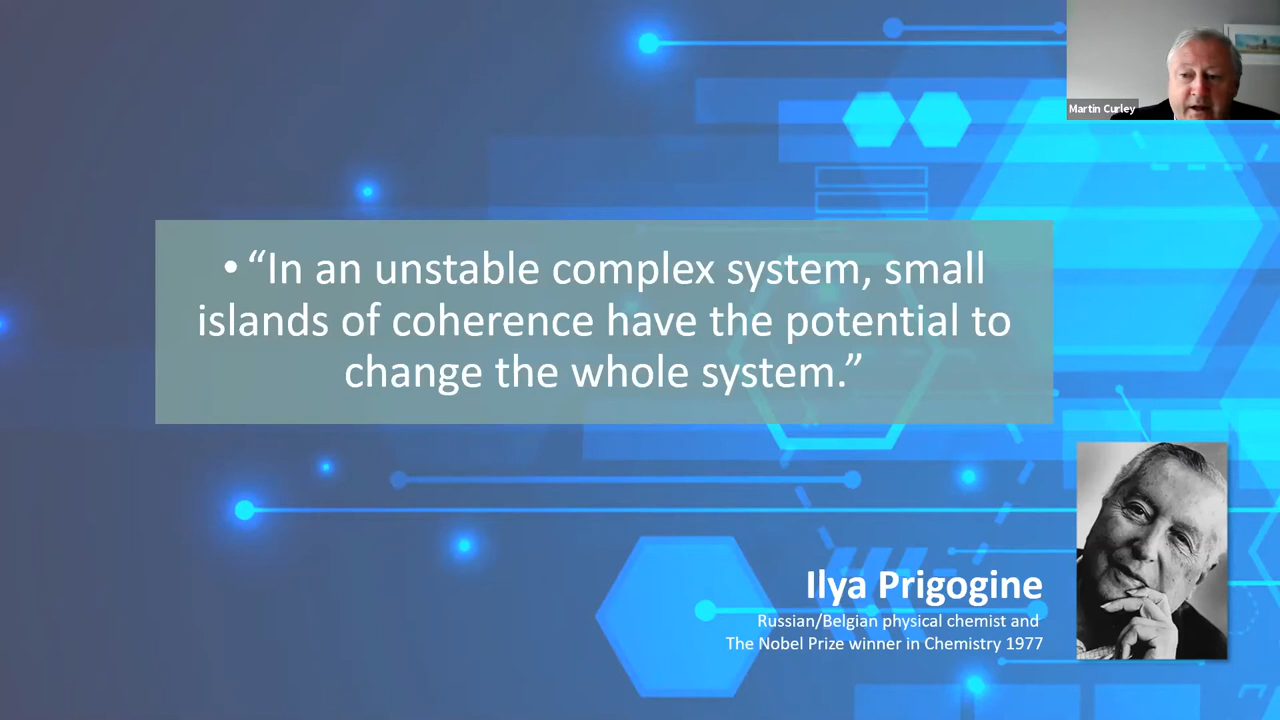 Martin Curley
• “In an unstable complex system, small
islands of coherence have the potential to
change the whole system.”
Ilya Prigogine
Russian/Belgian physical chemist and
The Nobel Prize winner in Chemistry 1977